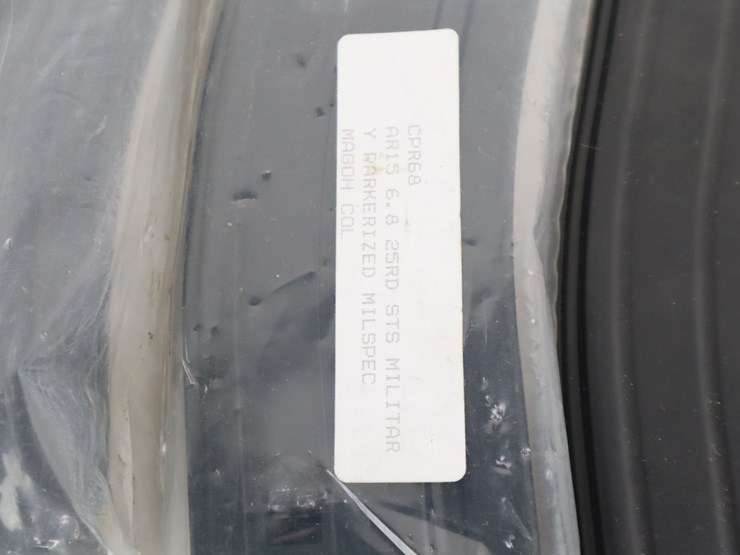 CPR68
AR15 6.8 25RD STS MILITAR
Y PARKERIZED MILSPEC
MAGOH COL